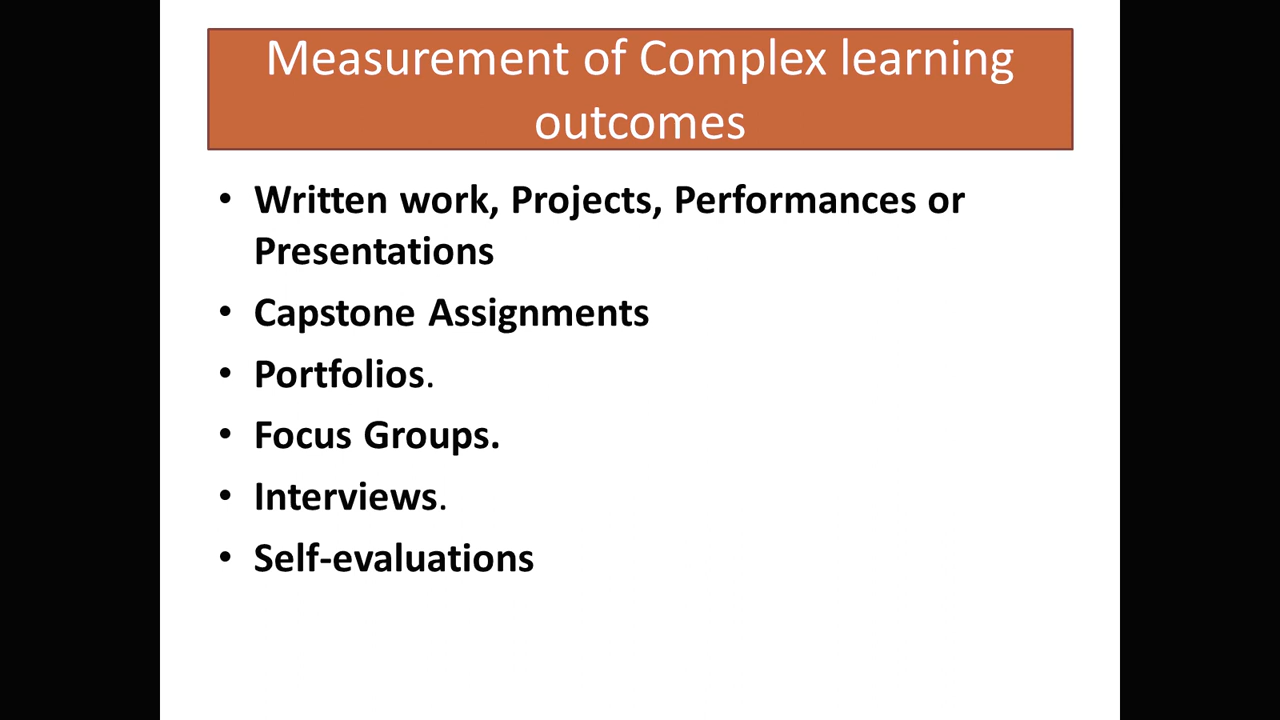 Measurement of Complex learning
outcomes
• Written work, Projects, Performances or
Presentations
• Capstone Assignments
• Portfolios.
• Focus Groups.
• Interviews.
• Self-evaluations